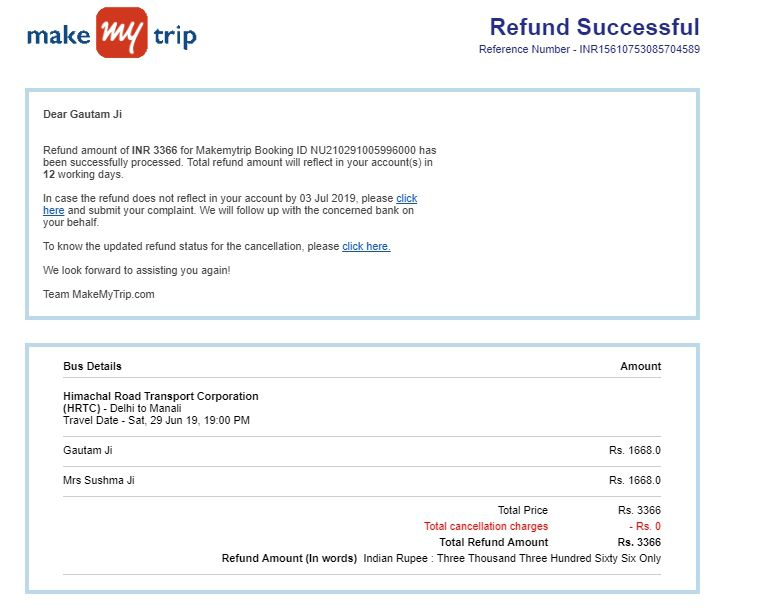 make my trip
Refund Successful
Reference Number - INR15610753085704589
Dear Gautam Ji
Refund amount of INR 3366 for Makemytrip Booking ID NU210291005996000 has
been successfully processed. Total refund amount will reflect in your account(s) in
12 working days.
In case the refund does not reflect in your account by 03 Jul 2019, please click
here and submit your complaint. We will follow up with the concerned bank on
your behalf.
To know the updated refund status for the cancellation, please click here.
We look forward to assisting you again!
Team MakeMyTrip.com
Bus Details Amount
Himachal Road Transport Corporation
(HRTC) - Delhi to Manali
Travel Date - Sat, 29 Jun 19, 19:00 PM
Gautam Ji Rs. 1668.0
Mrs Sushma Ji Rs. 1668.0
Total Price Rs. 3366
Total cancellation charges - Rs. 0
Total Refund Amount Rs. 3366
Refund Amount (In words) Indian Rupee : Three Thousand Three Hundred Sixty Six Only